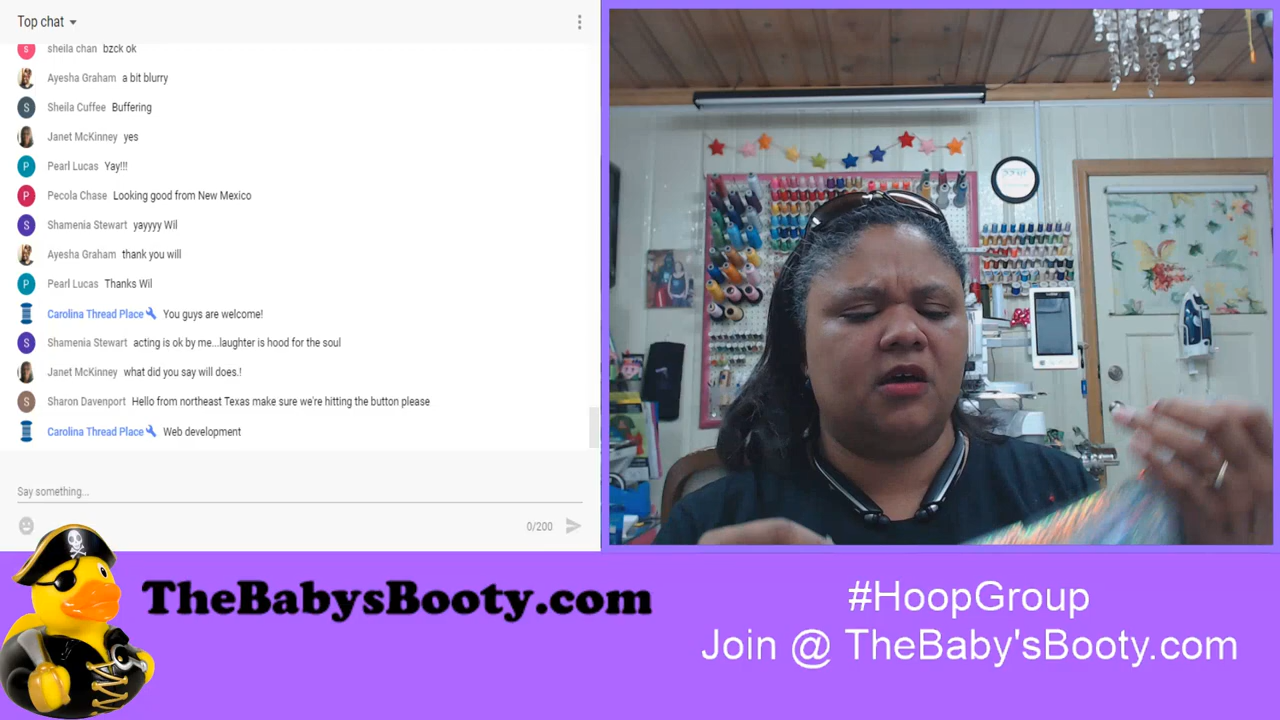 Top chat
sheila chan bzck ok
Ayesha Graham a bit blurry
Sheila Cuffee Buffering
Janet McKinney yes
Pearl Lucas Yay!!!
Pecola Chase Looking good from New Mexico
Shamenia Stewart yayyyy Wil
Ayesha Graham thank you will
Pearl Lucas Thanks Wil
Carolina Thread Place You guys are welcome!
Shamenia Stewart acting is ok by me...laughter is hood for the soul
Janet McKinney what did you say will does.!
Sharon Davenport Hello from northeast Texas make sure we're hitting the button please
Carolina Thread Place Web development
Say something...
0/200
TheBabysBooty.com
#HoopGroup
Join @ TheBaby'sBooty.com